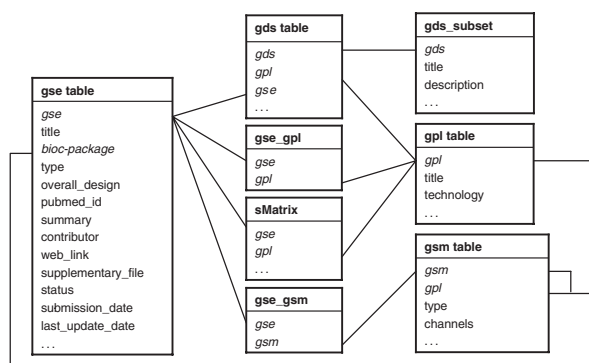 gse table
gse
title
bioc-package
type
overall_design
pubmed_id
summary
contributor
web_link
supplementary_file
status
submission_date
last_update_date
...
gds table
gds
gpl
gse
...
gse_gpl
gse
gpl
sMatrix
gse
gpl
...
gse_gsm
gse
gsm
gds_subset
gds
title
description
...
gpl table
gpl
title
technology
...
gsm table
gsm
gpl
type
channels
...